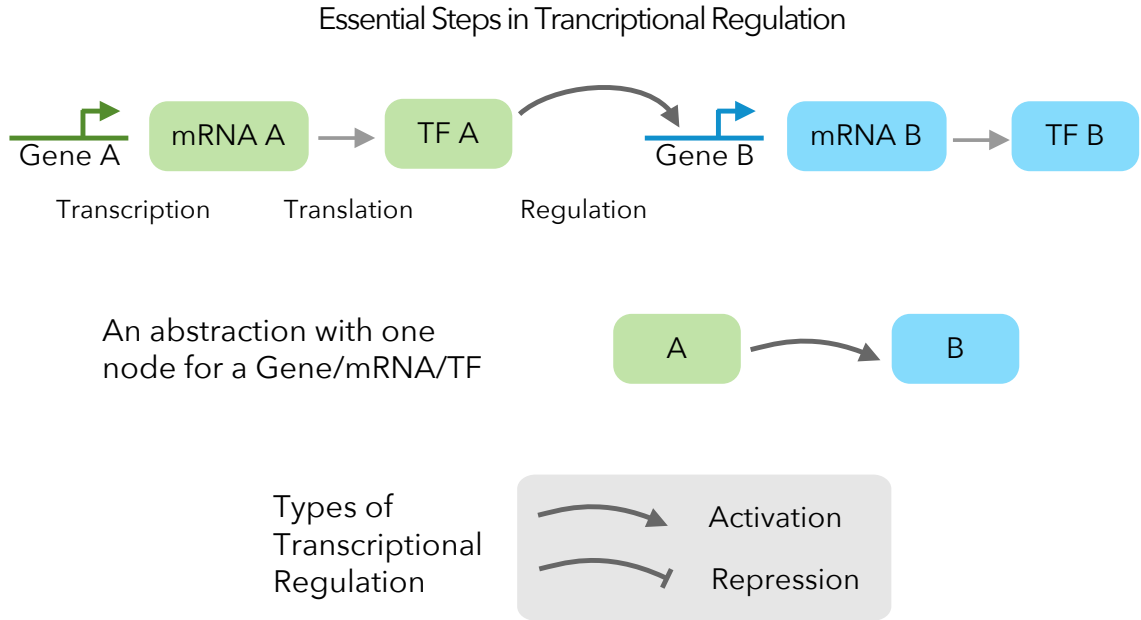 Essential Steps in Trancriptional Regulation
mRNA A
TF A
mRNA B
TF B
Gene A
Gene B
Transcription
Translation
Regulation
An abstraction with one
node for a Gene/mRNA/TF
A
B
Types of
Transcriptional
Regulation
Activation
Repression